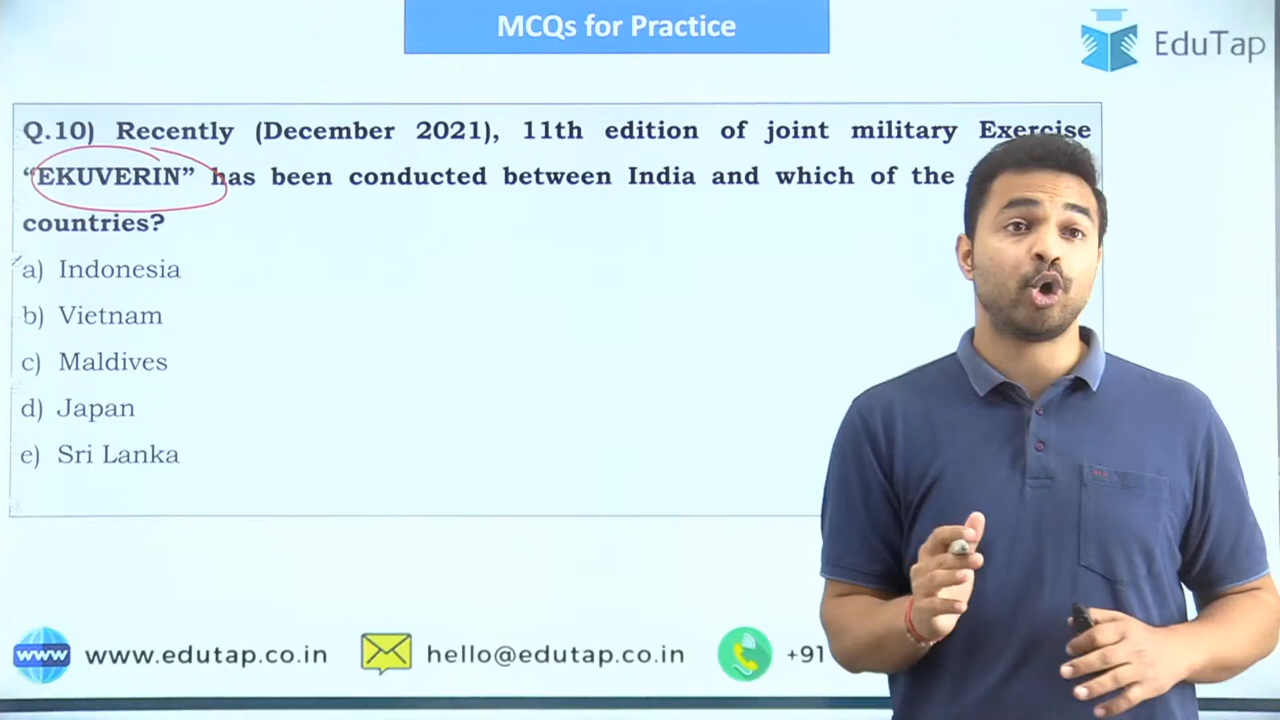 MCQs for Practice
EduTap
Q.10) Recently (December 2021), 11th edition of joint military Exercise
“EKUVERIN” has been conducted between India and which of the
countries?
a) Indonesia
b) Vietnam
c) Maldives
d) Japan
e) Sri Lanka
www www.edutap.co.in hello@edutap.co.in +91